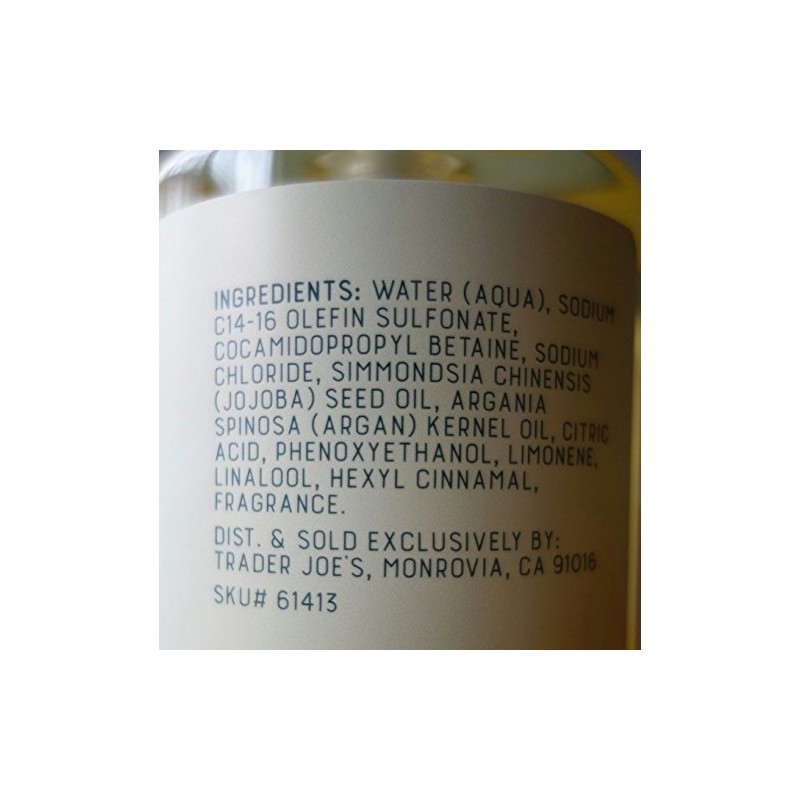 INGREDIENTS: WATER (AQUA), SODIUM
C14-16 OLEFIN SULFONATE,
COCAMIDOPROPYL BETAINE, SODIUM
CHLORIDE, SIMMONDSIA CHINENSIS
(JOJOBA) SEED OIL, ARGANIA
SPINOSA (ARGAN) KERNEL OIL, CITRIC
ACID, PHENOXYETHANOL, LIMONENE,
LINALOOL, HEXYL CINNAMAL,
FRAGRANCE.
DIST. & SOLD EXCLUSIVELY BY:
TRADER JOE'S, MONROVIA, CA 91016
SKU# 61413